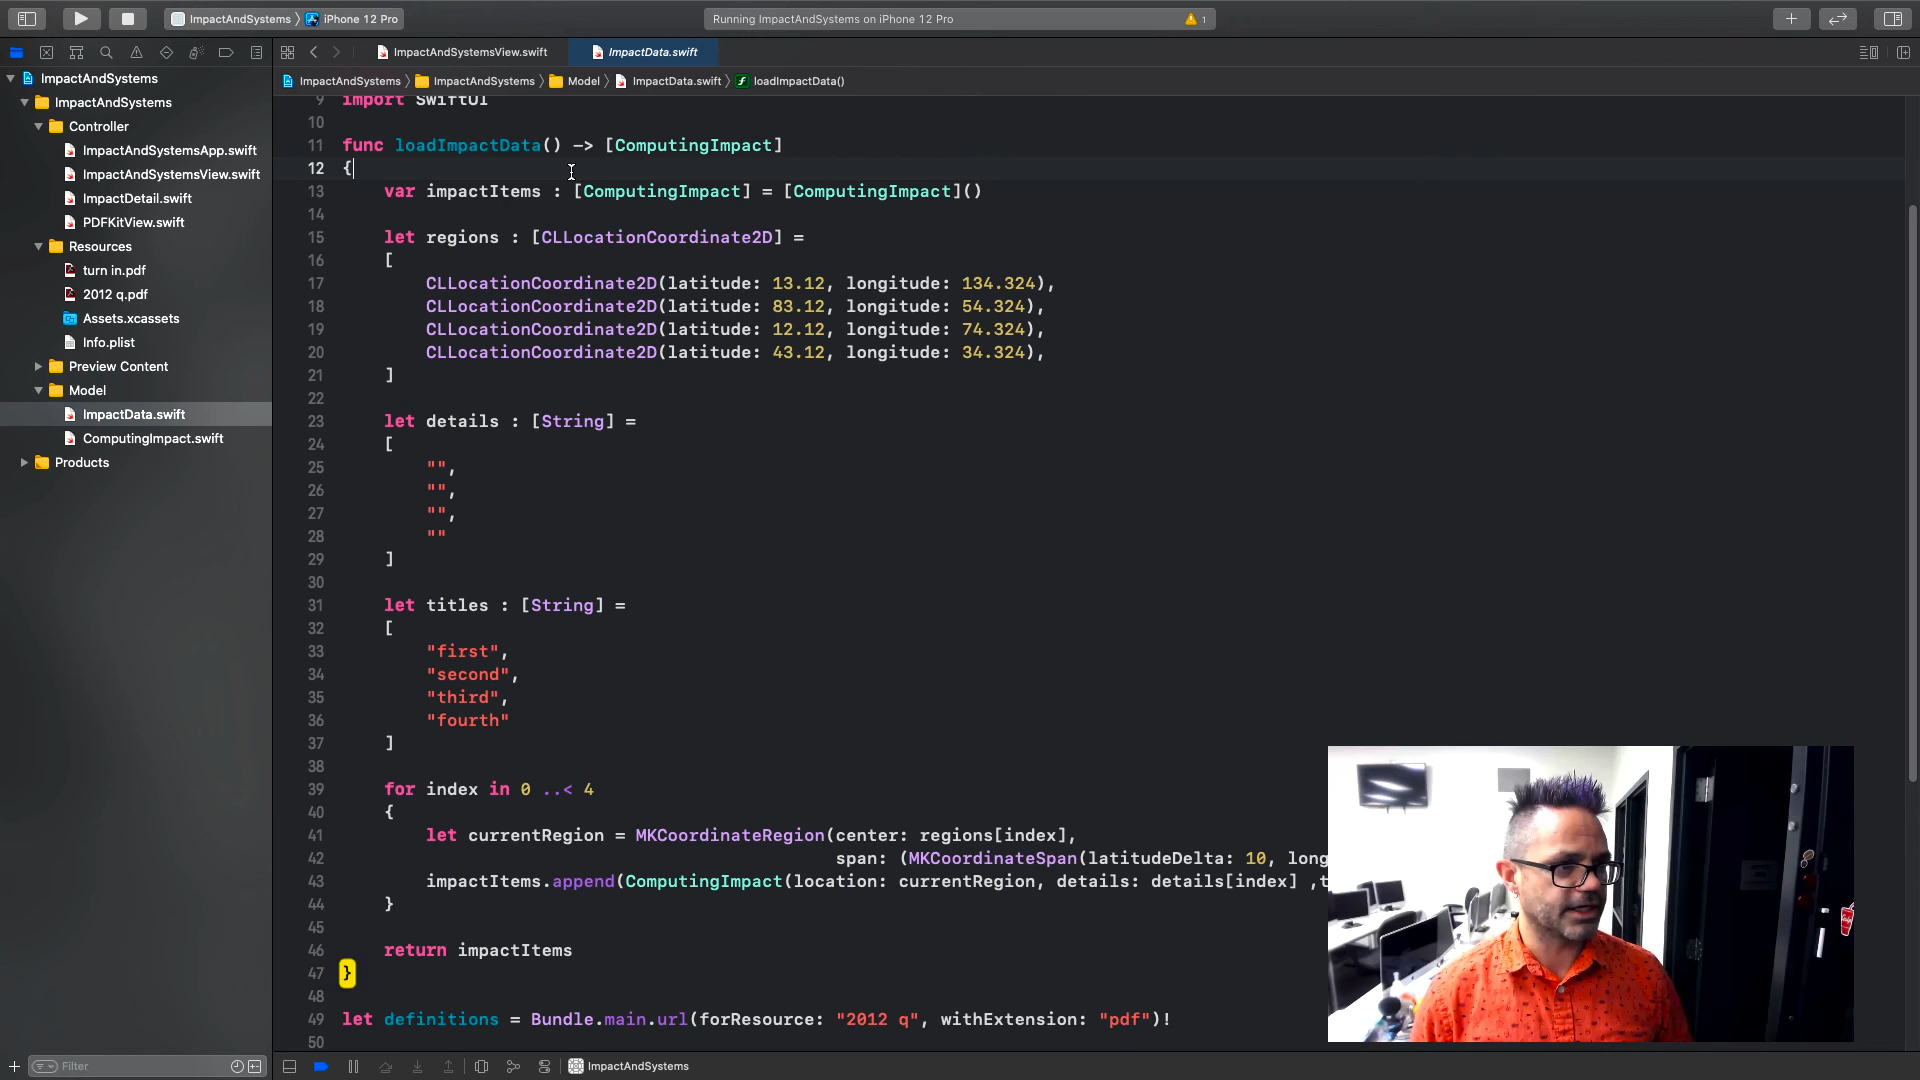 ImpactAndSystems 〉 iPhone 12 Pro
Running ImpactAndSystems on iPhone 12 Pro
1
ImpactAndSystemsView.swift
ImpactData.swift
ImpactAndSystems 〉 ImpactAndSystems 〉 Model 〉 ImpactData.swift 〉 loadImpactData()
ImpactAndSystems
ImpactAndSystems
Controller
ImpactAndSystemsApp.swift
ImpactAndSystemsView.swift
ImpactDetail.swift
PDFKitView.swift
Resources
turn in.pdf
2012 q.pdf
Assets.xcassets
Info.plist
Preview Content
Model
ImpactData.swift
ComputingImpact.swift
Products
Filter
9 import SwiftUI
10
11 func loadImpactData() -> [ComputingImpact]
12 {
13 var impactItems : [ComputingImpact] = [ComputingImpact]()
14
15 let regions : [CLLocationCoordinate2D] =
16 [
17 CLLocationCoordinate2D(latitude: 13.12, longitude: 134.324),
18 CLLocationCoordinate2D(latitude: 83.12, longitude: 54.324),
19 CLLocationCoordinate2D(latitude: 12.12, longitude: 74.324),
20 CLLocationCoordinate2D(latitude: 43.12, longitude: 34.324),
21 ]
22
23 let details : [String] =
24 [
25 "",
26 "",
27 "",
28 ""
29 ]
30
31 let titles : [String] =
32 [
33 "first",
34 "second",
35 "third",
36 "fourth"
37 ]
38
39 for index in 0 ..< 4
40 {
41 let currentRegion = MKCoordinateRegion(center: regions[index],
42 span: (MKCoordinateSpan(latitudeDelta: 10, long
43 impactItems.append(ComputingImpact(location: currentRegion, details: details[index] ,t
44 }
45
46 return impactItems
47 }
48
49 let definitions = Bundle.main.url(forResource: "2012 q", withExtension: "pdf")!
50
ImpactAndSystems